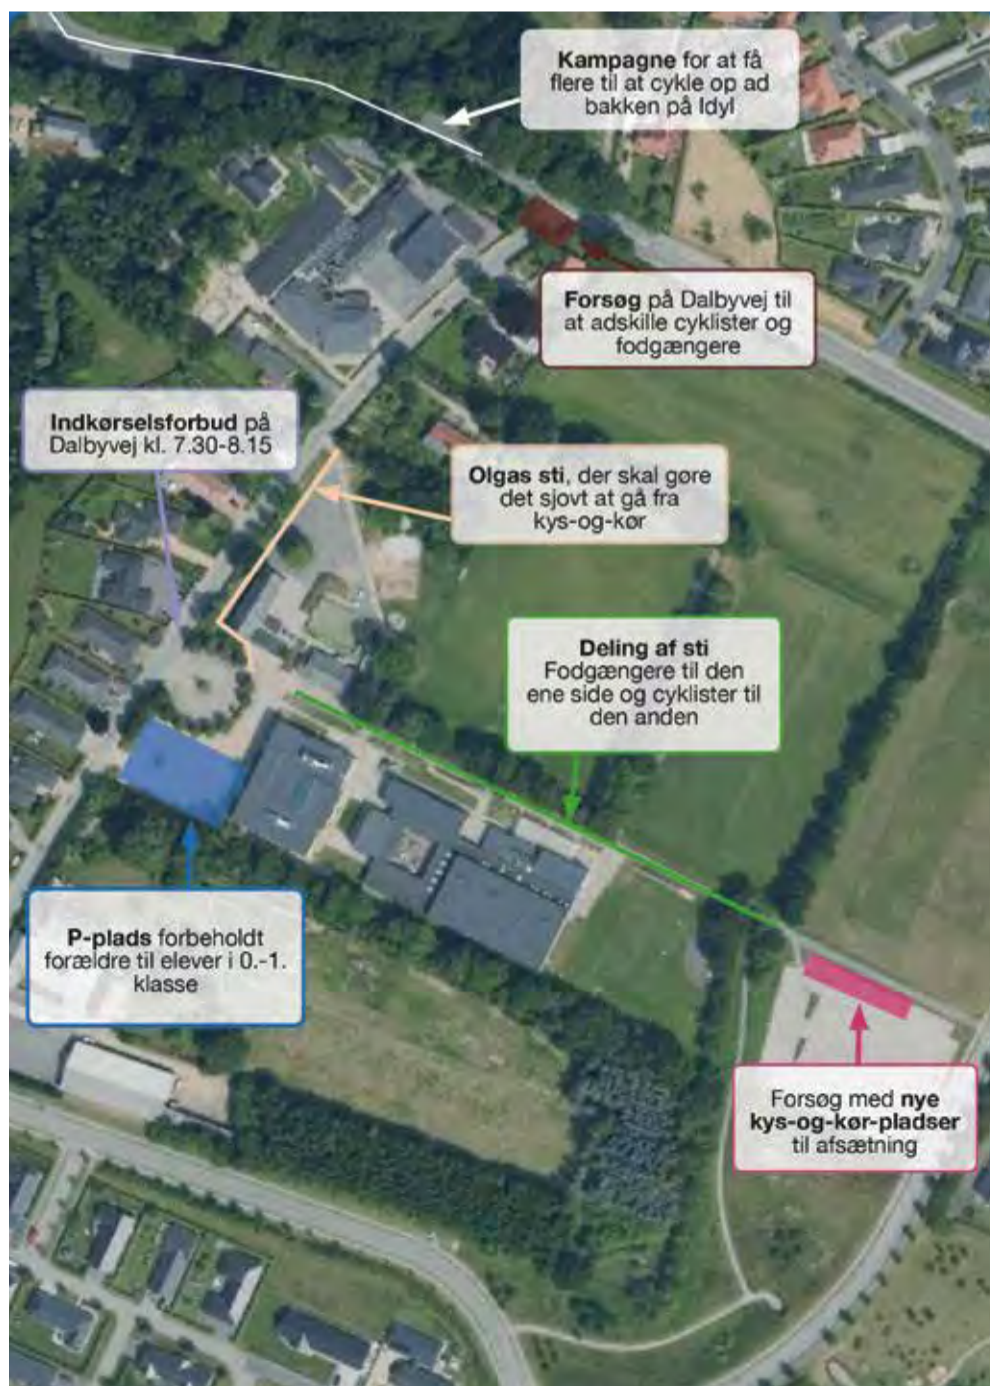 Kampagne for at få
flere til at cykle op ad
bakken på Idyl
Forsøg på Dalbyvej til
at adskille cyklister og
fodgængere
Indkørselsforbud på
Dalbyvej kl. 7.30-8.15
Olgas sti, der skal gøre
det sjovt at gå fra
kys-og-kør
Deling af sti
Fodgængere til den
ene side og cyklister til
den anden
P-plads forbeholdt
forældre til elever i 0.-1.
klasse
Forsøg med nye
kys-og-kør-pladser
til afsætning